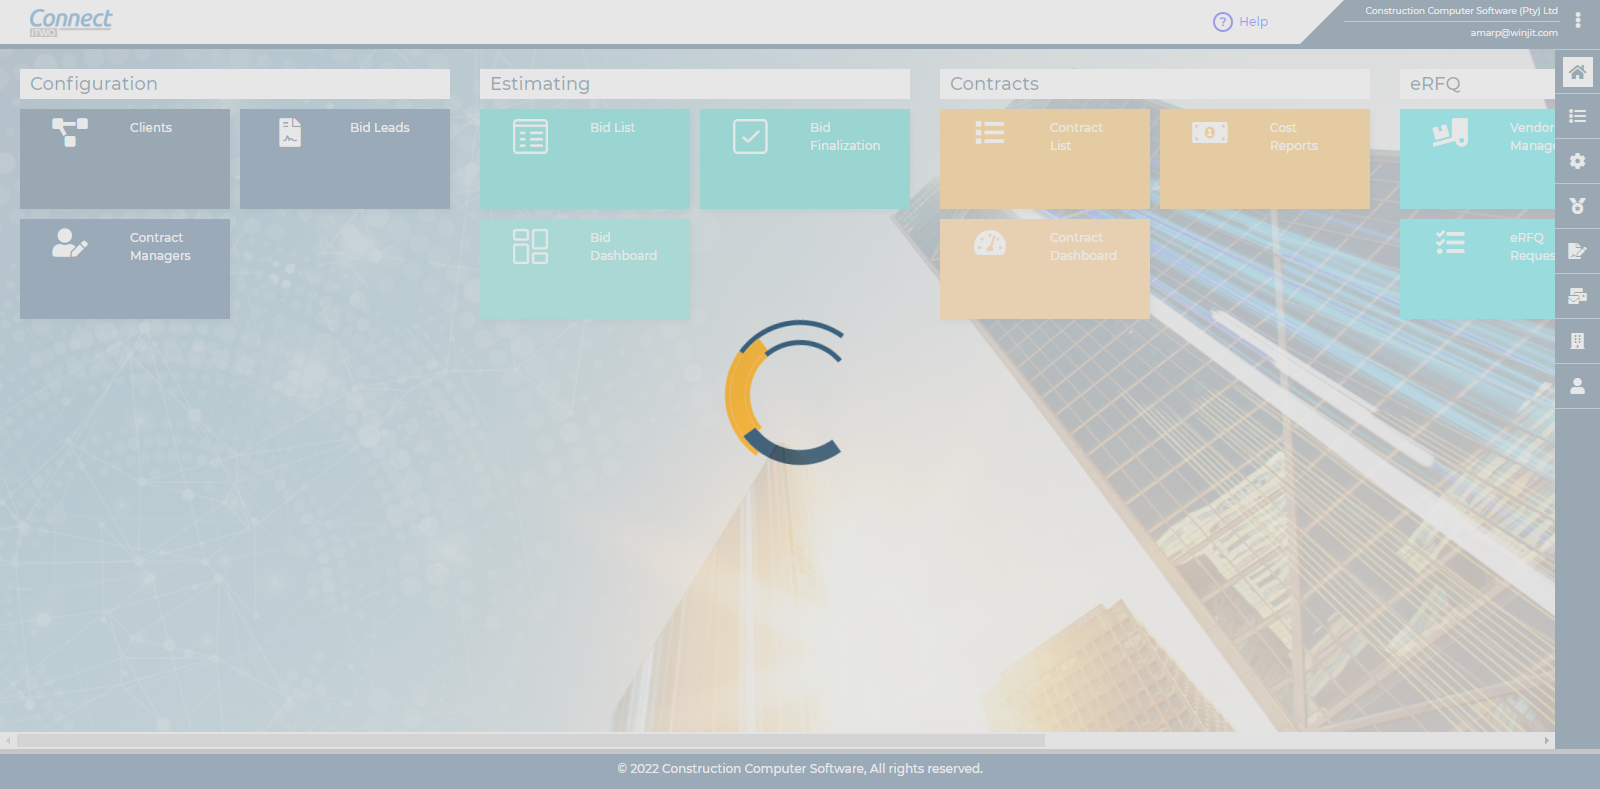 Connect
iTWO
? Help
Construction Computer Software (Pty) Ltd
amarp@winjit.com
Configuration
Clients
Bid Leads
Contract
Managers
Estimating
Bid List
Bid
Finalization
Bid
Dashboard
Contracts
Contract
List
1
Cost
Reports
Contract
Dashboard
eRFQ
Vendor
Manage
eRFQ
Reques
© 2022 Construction Computer Software, All rights reserved.